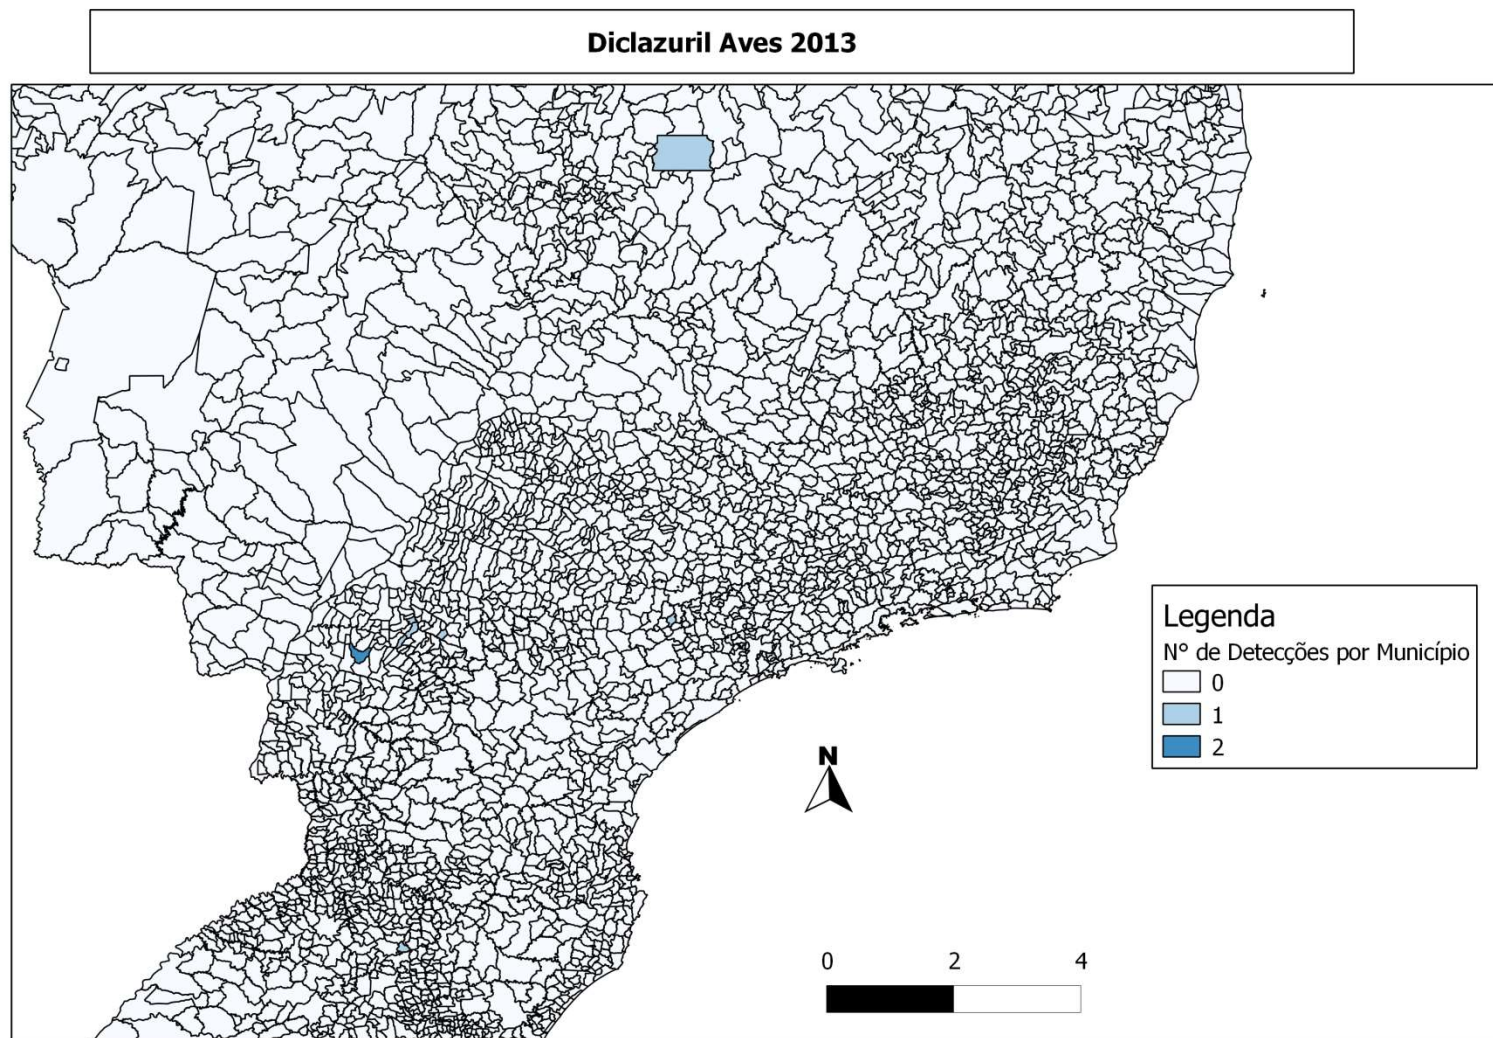 Diclazuril Aves 2013
Legenda
N° de Detecções por Município
0
1
2
N
0 2 4